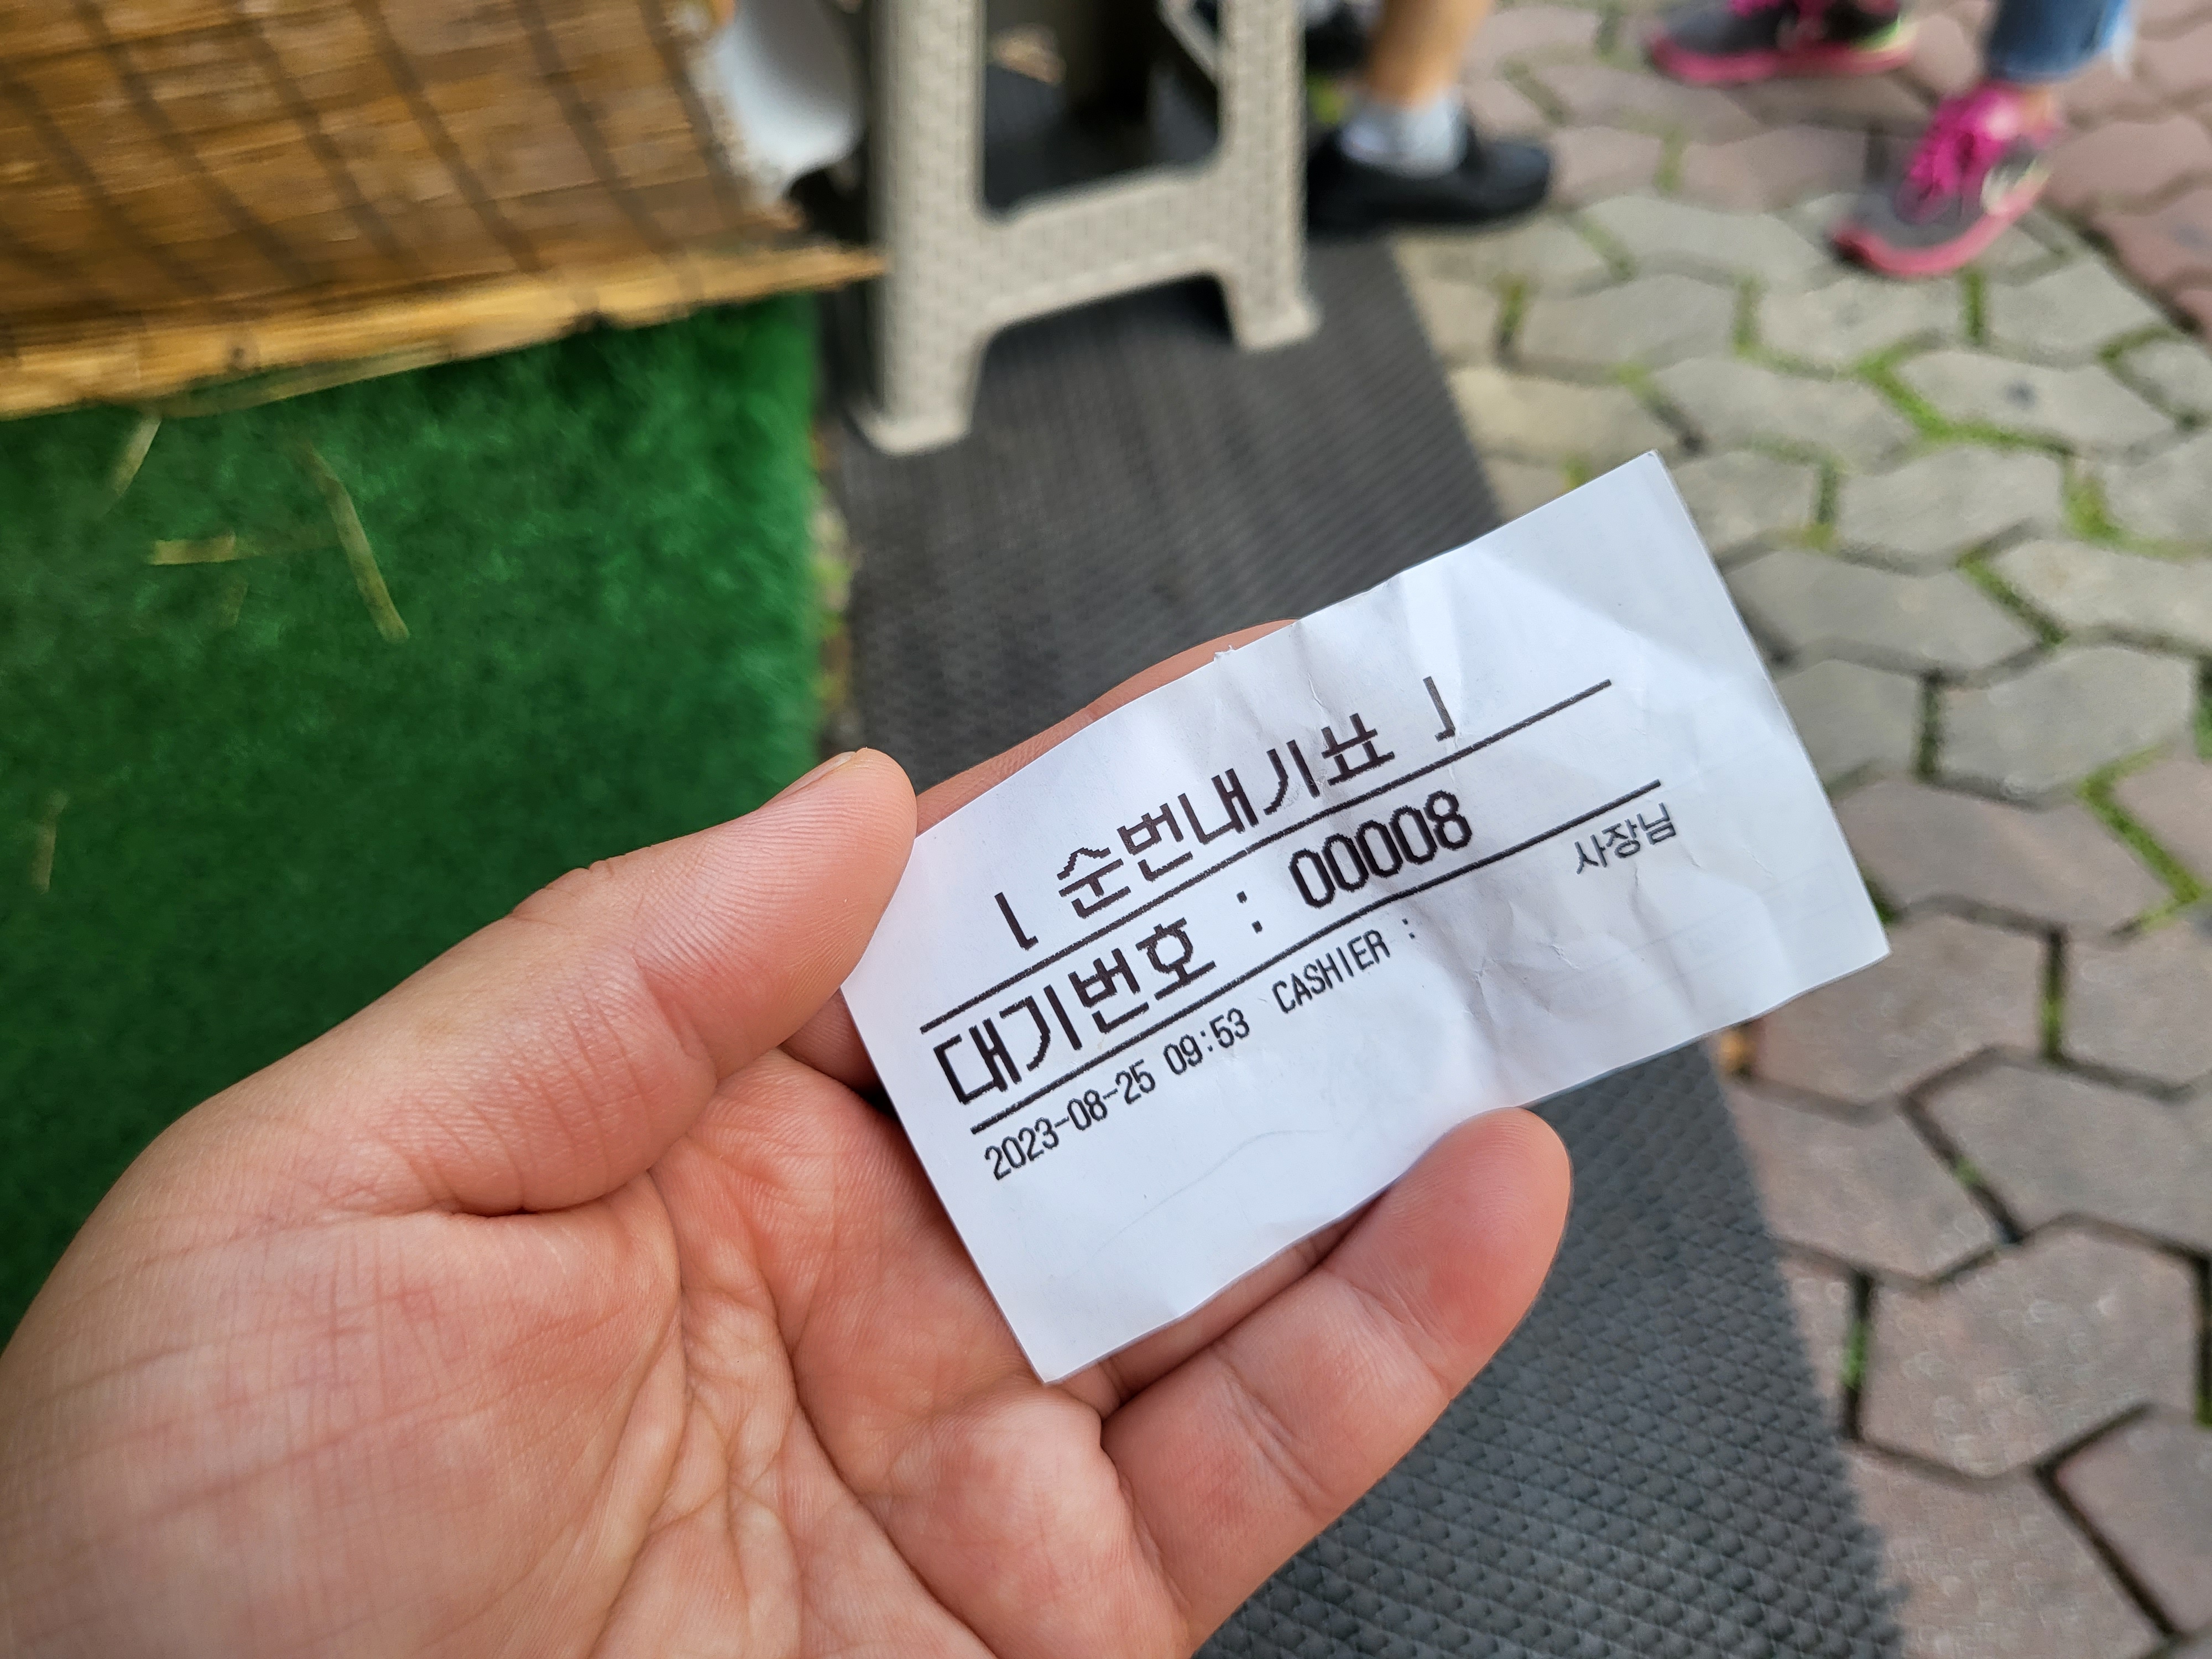 [ 순번대기표 ]
대기번호 : 00008
2023-08-25 09:53 CASHIER : 사장님